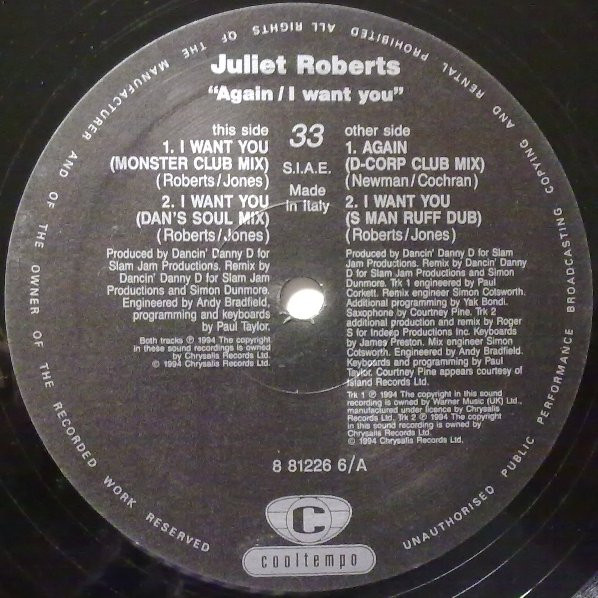 Juliet Roberts
"Again / I want you"
this side
1. I WANT YOU
(MONSTER CLUB MIX)
(Roberts/Jones)
2. I WANT YOU
(DAN'S SOUL MIX)
(Roberts/Jones)
Produced by Dancin' Danny D for
Slam Jam Productions. Remix by
Dancin' Danny D for Slam Jam
Productions and Simon Dunmore.
Engineered by Andy Bradfield,
programming and keyboards
by Paul Taylor.
Both tracks ℗ 1994 The copyright
in these sound recordings is owned by
Chrysalis Records Ltd.
© 1994 Chrysalis Records Ltd.
33
S.I.A.E.
Made
in Italy
other side
1. AGAIN
(D-CORP CLUB MIX)
(Newman/Cochran)
2. I WANT YOU
(S MAN RUFF DUB)
(Roberts/Jones)
Produced by Dancin' Danny D for Slam
Jam Productions. Remix by Dancin' Danny
D for Slam Jam Productions and Simon
Dunmore. Trk 1 engineered by Paul
Corkett. Remix engineer Simon Cotsworth.
Additional programming by Yak Bondi.
Saxophone by Courtney Pine. Trk 2
additional production and remix by Roger
S for Indeep Productions Inc. Keyboards
by James Preston. Mix engineer Simon
Cotsworth. Engineered by Andy Bradfield.
Keyboards and programming by Paul
Taylor. Courtney Pine appears courtesy of
Island Records Ltd.
Trk 1 ℗ 1994 The copyright in this sound
recording is owned by Warner Music (UK) Ltd.,
manufactured under licence by Chrysalis
Records Ltd. Trk 2 ℗ 1994 The copyright
in this sound recording is owned by
Chrysalis Records Ltd.
© 1994 Chrysalis Records Ltd.
8 81226 6/A
C
cooltempo
ALL RIGHTS OF THE MANUFACTURER AND OF THE OWNER OF THE RECORDED WORK RESERVED
UNAUTHORISED PUBLIC PERFORMANCE BROADCASTING COPYING AND RENTAL PROHIBITED